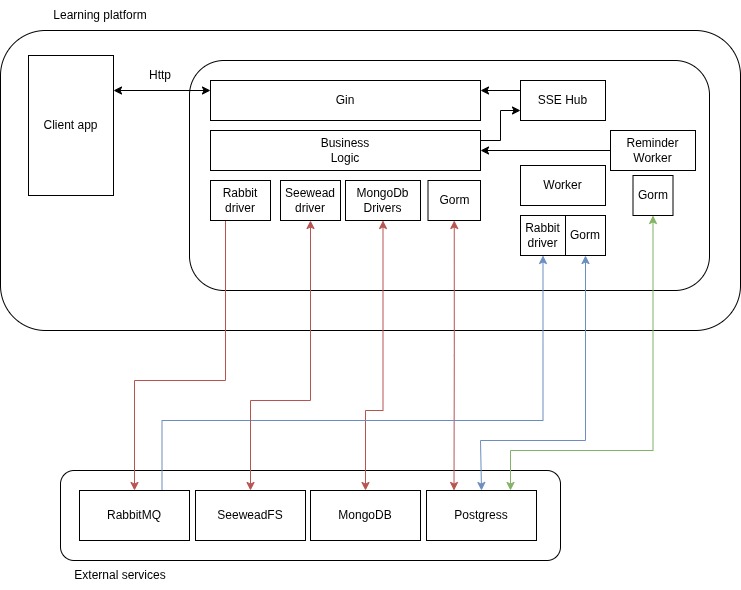 Learning platform
Http
Client app
Gin
SSE Hub
Business
Logic
Reminder
Worker
Rabbit
driver
Seewead
driver
MongoDb
Drivers
Gorm
Worker
Gorm
Rabbit
driver
Gorm
RabbitMQ
SeeweadFS
MongoDB
Postgress
External services